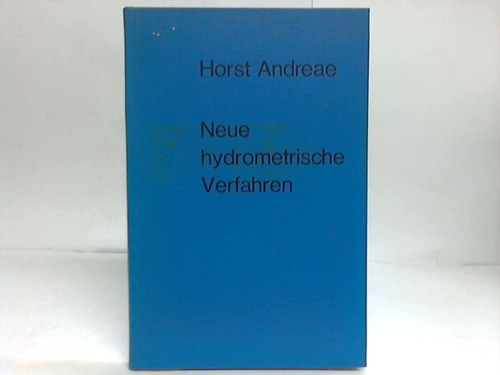 Horst Andreae
Neue
hydrometrische
Verfahren